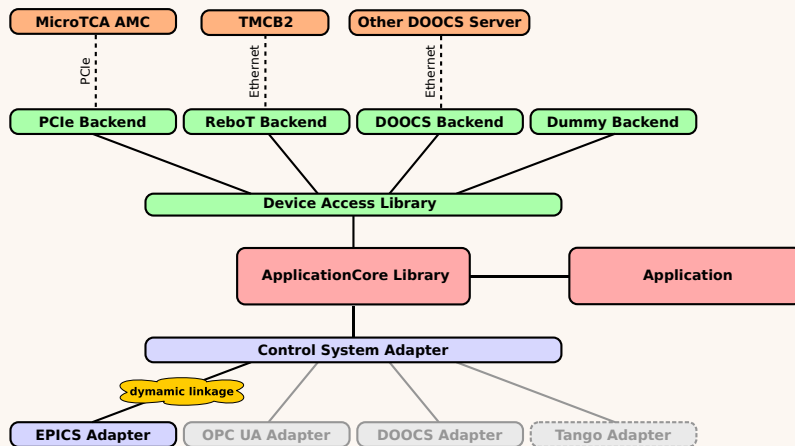 MicroTCA AMC
TMCB2
Other DOOCS Server
PCIe
Ethernet
Ethernet
PCIe Backend
ReboT Backend
DOOCS Backend
Dummy Backend
Device Access Library
ApplicationCore Library
Application
Control System Adapter
dymamic linkage
EPICS Adapter
OPC UA Adapter
DOOCS Adapter
Tango Adapter